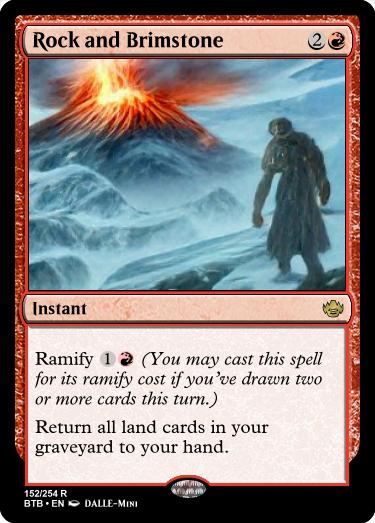 Rock and Brimstone 2
Instant
Ramify 1 (You may cast this spell
for its ramify cost if you've drawn two
or more cards this turn.)
Return all land cards in your
graveyard to your hand.
152/254 R
BTB • EN DALLE-Mini